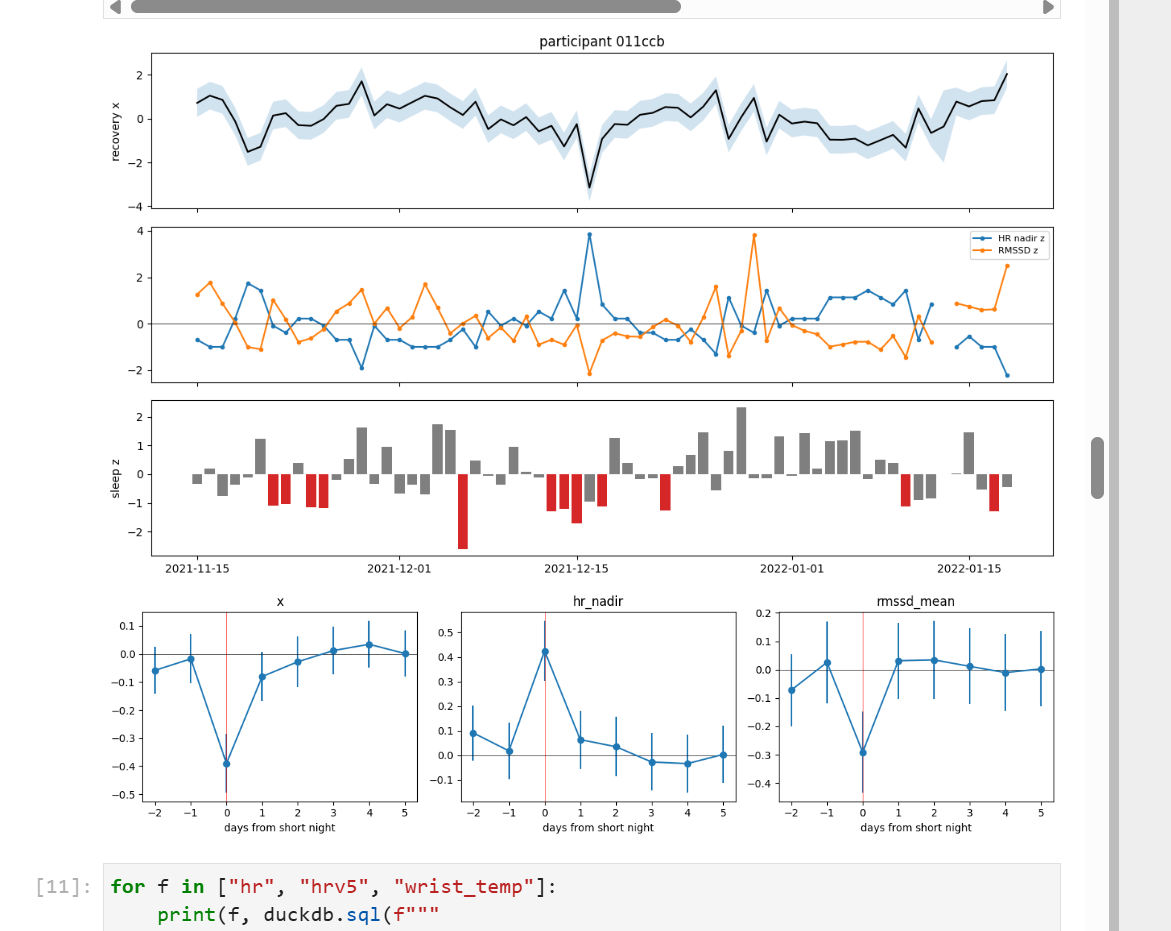 participant 011ccb
recovery x
2
0
−2
−4
4
2
0
−2
HR nadir z
RMSSD z
sleep z
2
1
0
−1
−2
2021-11-15 2021-12-01 2021-12-15 2022-01-01 2022-01-15
x
0.1
0.0
−0.1
−0.2
−0.3
−0.4
−0.5
−2 −1 0 1 2 3 4 5
days from short night
hr_nadir
0.5
0.4
0.3
0.2
0.1
0.0
−0.1
−2 −1 0 1 2 3 4 5
days from short night
rmssd_mean
0.2
0.1
0.0
−0.1
−0.2
−0.3
−0.4
−2 −1 0 1 2 3 4 5
days from short night
[11]: for f in ["hr", "hrv5", "wrist_temp"]:
print(f, duckdb.sql(f"""